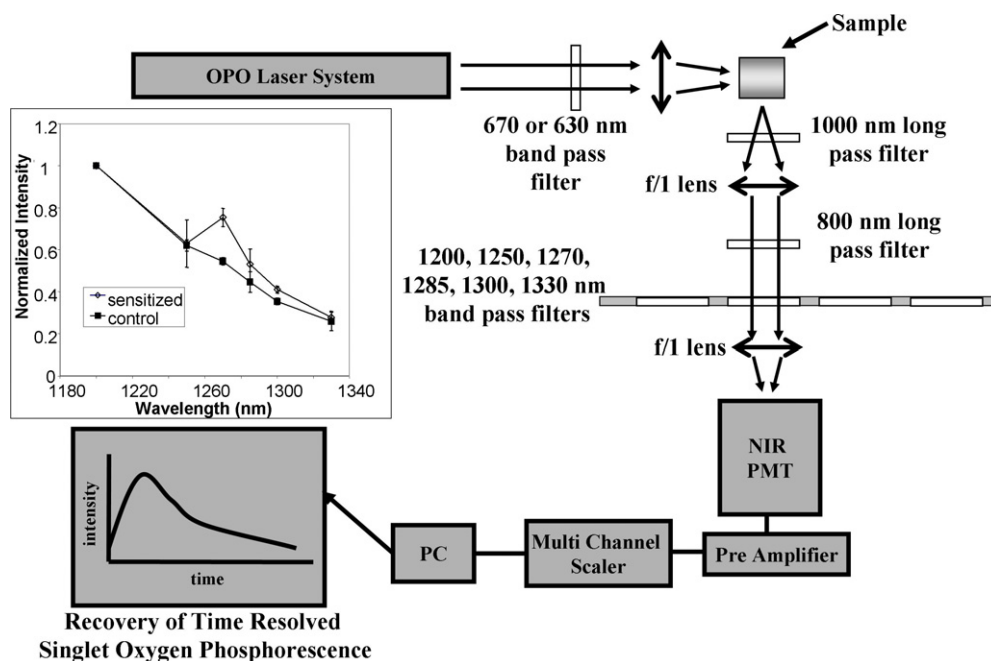 Sample
OPO Laser System
670 or 630 nm
band pass
filter
1000 nm long
pass filter
f/1 lens
800 nm long
pass filter
1200, 1250, 1270,
1285, 1300, 1330 nm
band pass filters
f/1 lens
Normalized Intensity
1.2
1
0.8
0.6
0.4
0.2
0
sensitized
control
1180
1220
1260
1300
1340
Wavelength (nm)
NIR
PMT
Pre Amplifier
Multi Channel
Scaler
PC
intensity
time
Recovery of Time Resolved
Singlet Oxygen Phosphorescence